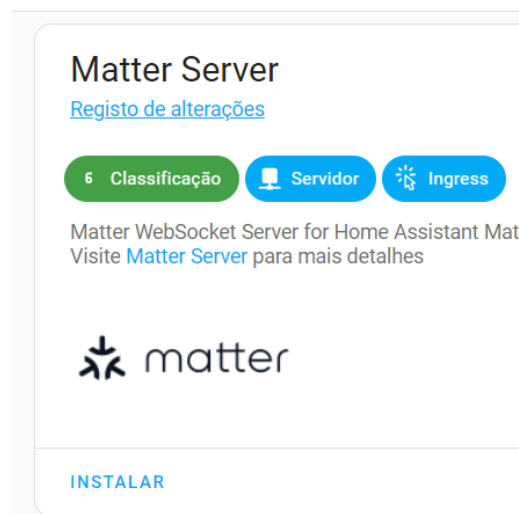 Matter Server
Registo de alterações
6 Classificação Servidor Ingress
Matter WebSocket Server for Home Assistant Mat
Visite Matter Server para mais detalhes
matter
INSTALAR